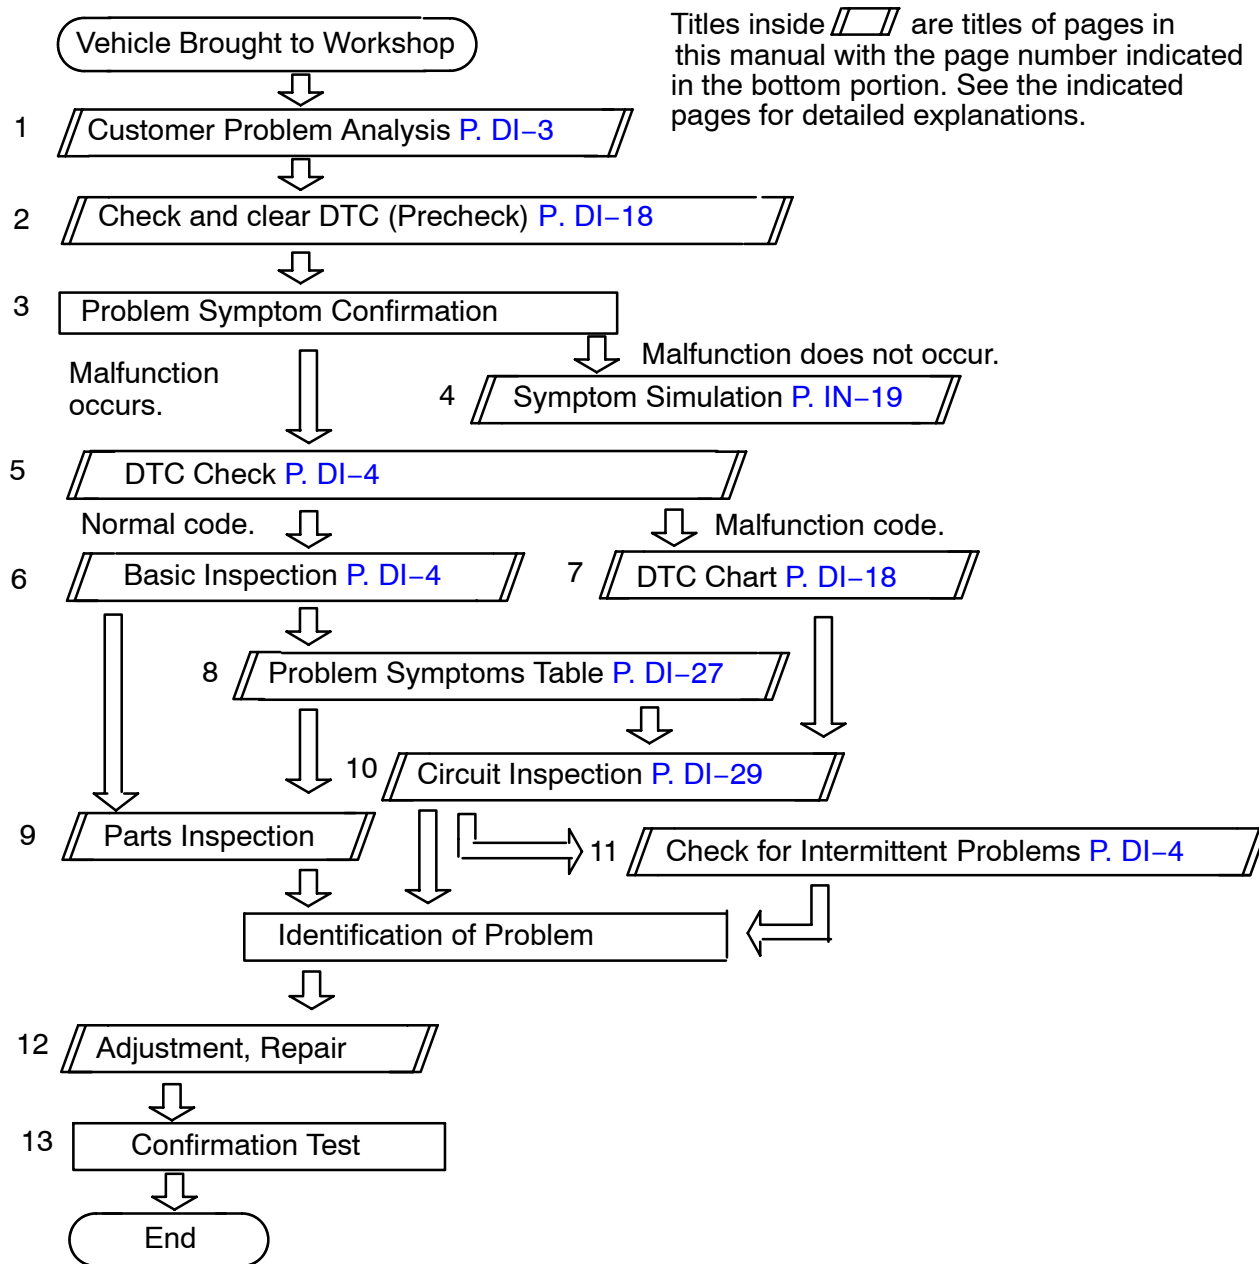 Vehicle Brought to Workshop
Titles inside are titles of pages in
this manual with the page number indicated
in the bottom portion. See the indicated
pages for detailed explanations.
1 Customer Problem Analysis P. DI–3
2 Check and clear DTC (Precheck) P. DI–18
3 Problem Symptom Confirmation
Malfunction
occurs.
Malfunction does not occur.
4 Symptom Simulation P. IN–19
5 DTC Check P. DI–4
Normal code.
Malfunction code.
6 Basic Inspection P. DI–4
7 DTC Chart P. DI–18
8 Problem Symptoms Table P. DI–27
10 Circuit Inspection P. DI–29
9 Parts Inspection
11 Check for Intermittent Problems P. DI–4
Identification of Problem
12 Adjustment, Repair
13 Confirmation Test
End